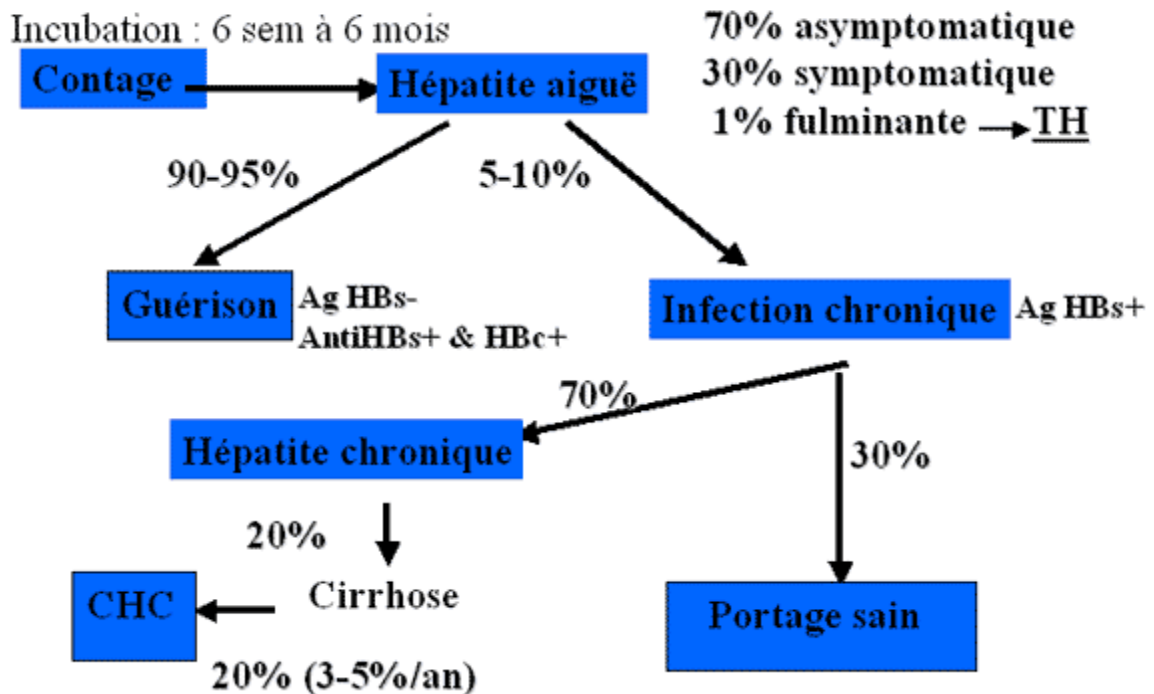 Incubation : 6 sem à 6 mois
70% asymptomatique
Contage
Hépatite aiguë
30% symptomatique
1% fulminante → TH
90-95%
5-10%
Guérison
Ag HBs-
AntiHBs+ & HBc+
Infection chronique
Ag HBs+
70%
Hépatite chronique
30%
20%
Cirrhose
CHC
Portage sain
20% (3-5%/an)